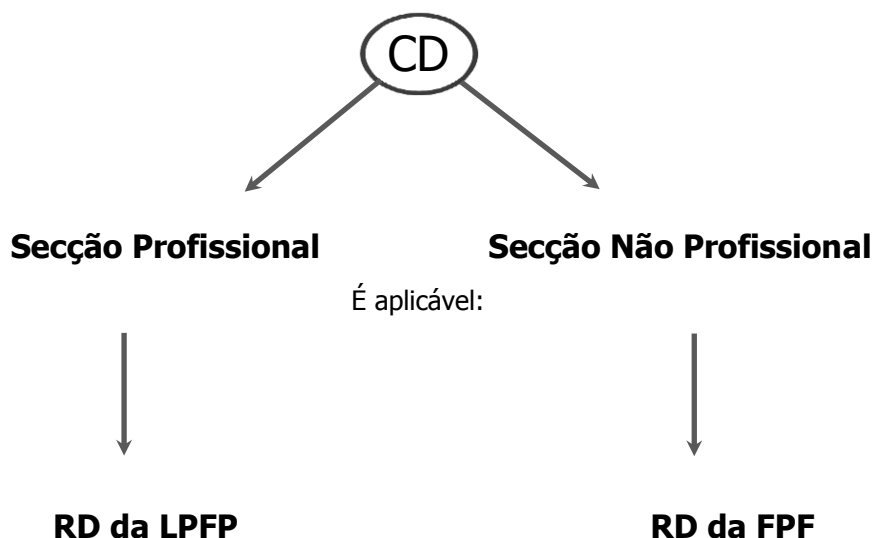 CD
Secção Profissional
Secção Não Profissional
É aplicável:
RD da LPFP
RD da FPF